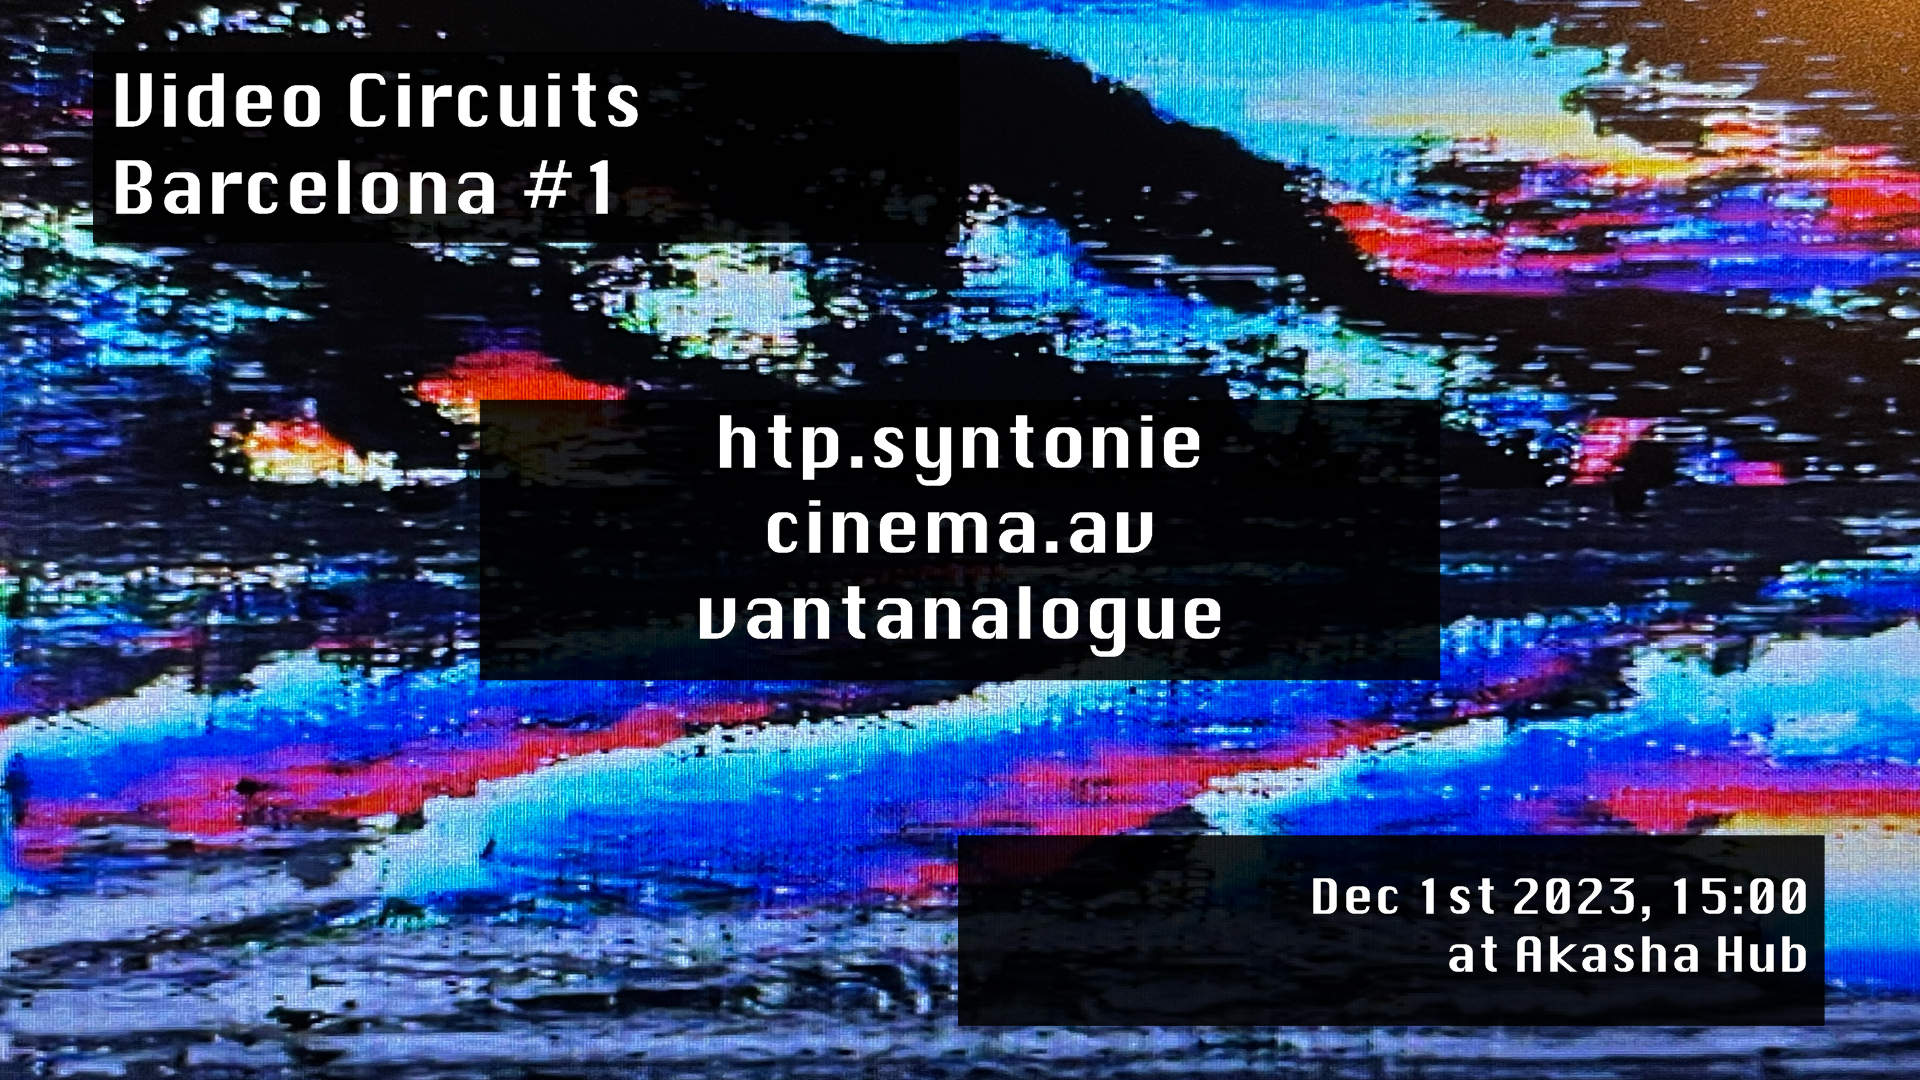 Video Circuits
Barcelona #1
htp.syntonie
cinema.av
vantanalogue
Dec 1st 2023, 15:00
at Akasha Hub